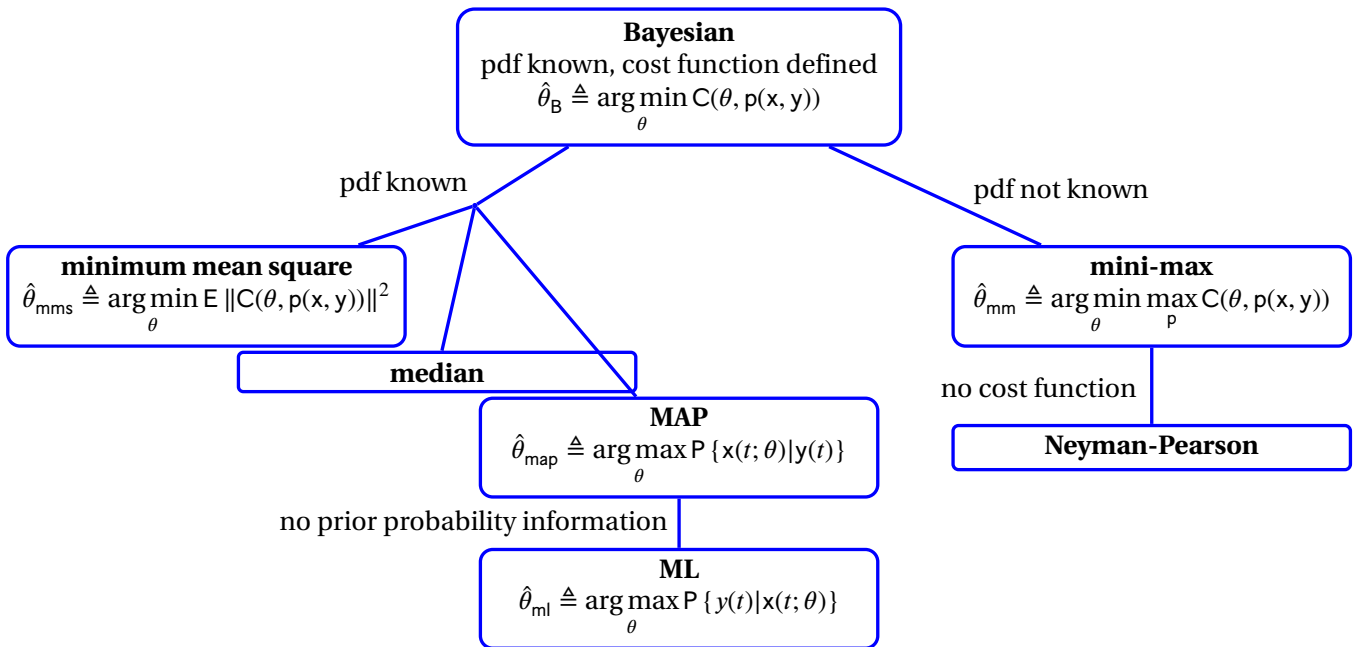 Bayesian
pdf known, cost function defined
θ̂_B ≜ arg min_θ C(θ, p(x, y))
pdf known
pdf not known
minimum mean square
θ̂_mms ≜ arg min_θ E ‖C(θ, p(x, y))‖²
mini-max
θ̂_mm ≜ arg min_θ max_p C(θ, p(x, y))
median
no cost function
MAP
θ̂_map ≜ arg max_θ P {x(t; θ)|y(t)}
Neyman-Pearson
no prior probability information
ML
θ̂_ml ≜ arg max_θ P {y(t)|x(t; θ)}